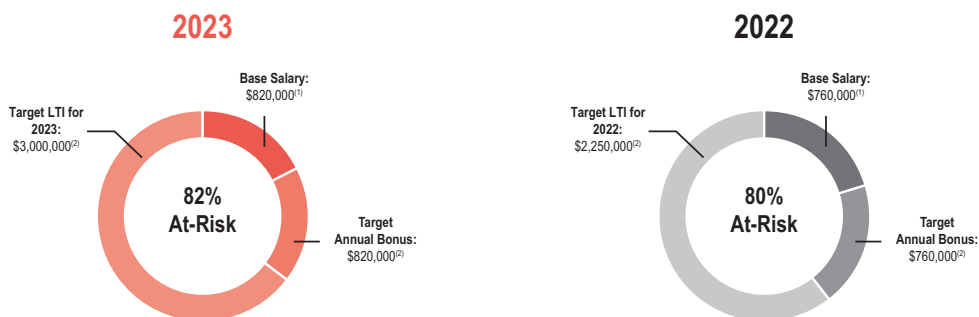 2023
Base Salary:
$820,000(1)
Target LTI for
2023:
$3,000,000(2)
82%
At-Risk
Target
Annual Bonus:
$820,000(2)
2022
Base Salary:
$760,000(1)
Target LTI for
2022:
$2,250,000(2)
80%
At-Risk
Target
Annual Bonus:
$760,000(2)